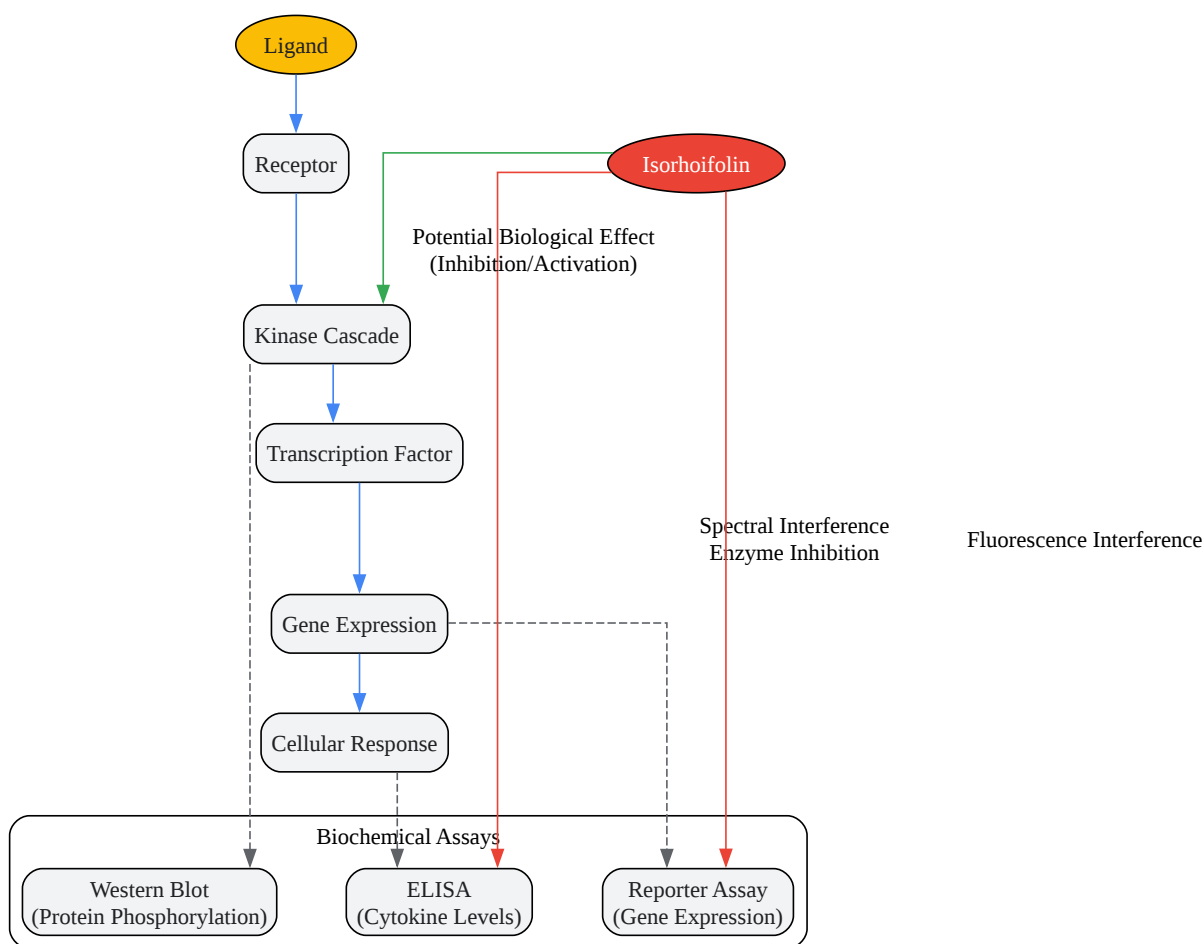 Ligand
Receptor
Isorhoifolin
Potential Biological Effect
(Inhibition/Activation)
Kinase Cascade
Transcription Factor
Spectral Interference
Enzyme Inhibition
Fluorescence Interference
Gene Expression
Cellular Response
Biochemical Assays
Western Blot
(Protein Phosphorylation)
ELISA
(Cytokine Levels)
Reporter Assay
(Gene Expression)